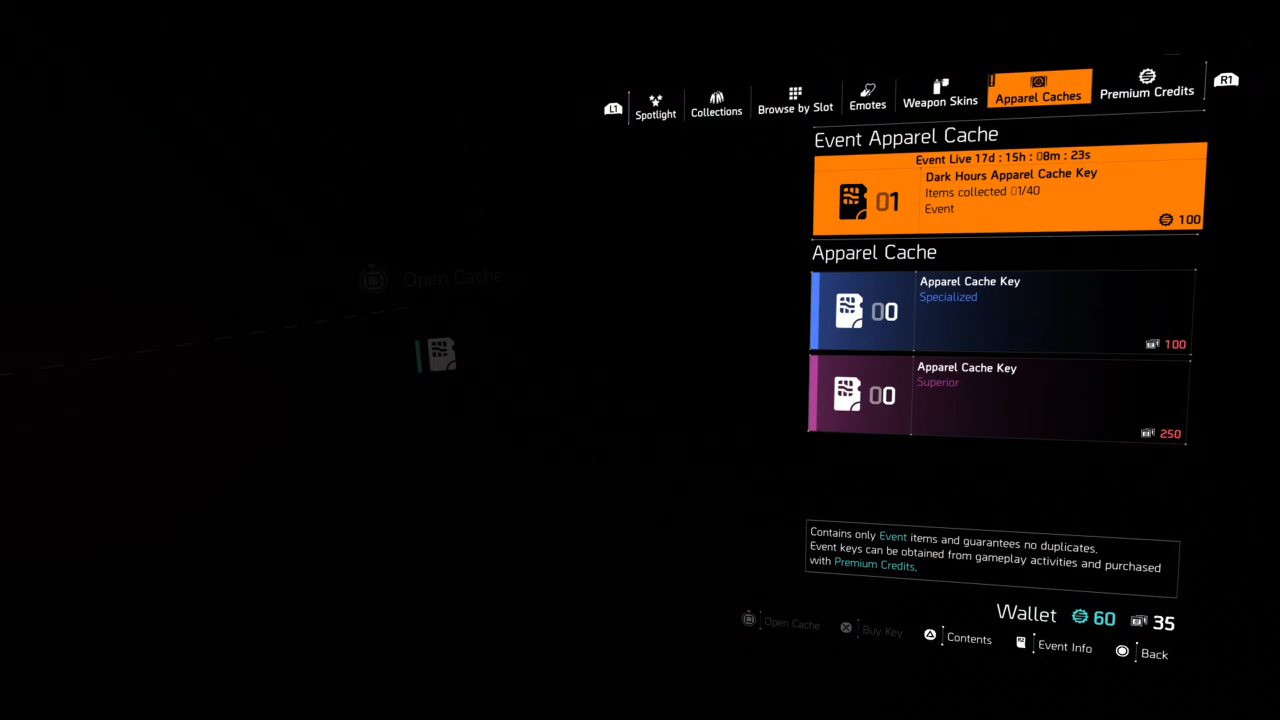 L1
Spotlight
Collections
Browse by Slot
Emotes
Weapon Skins
Apparel Caches
Premium Credits
R1
Event Apparel Cache
Event Live 17d : 15h : 08m : 23s
01
Dark Hours Apparel Cache Key
Items collected 01/40
Event
100
Apparel Cache
00
Apparel Cache Key
Specialized
100
00
Apparel Cache Key
Superior
250
Open Cache
Contains only Event items and guarantees no duplicates.
Event keys can be obtained from gameplay activities and purchased
with Premium Credits.
Wallet 60 35
Open Cache
Buy Key
Contents
Event Info
Back